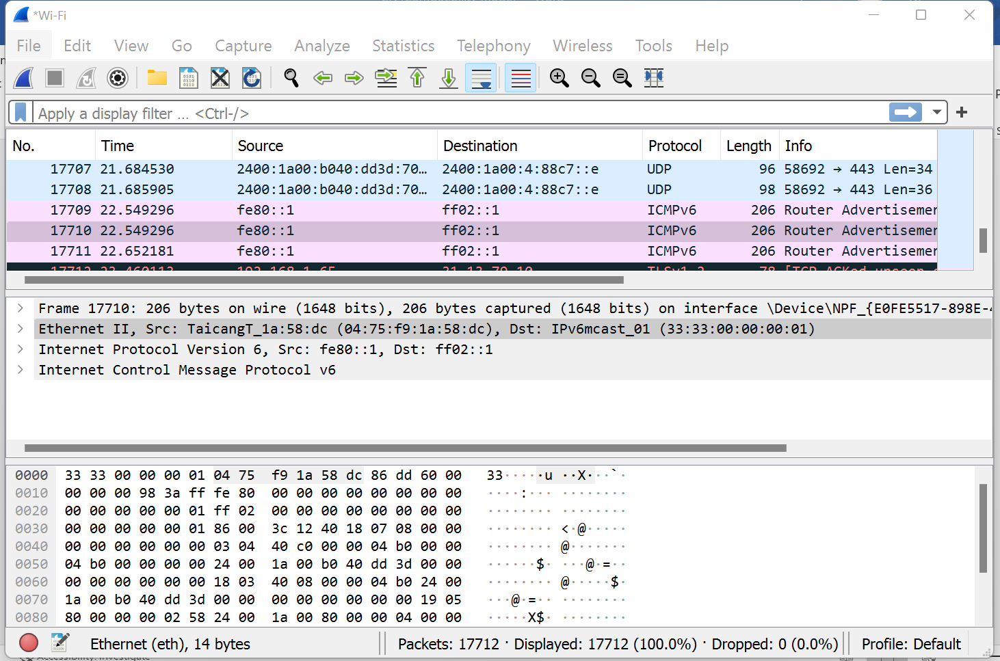 *Wi-Fi
File Edit View Go Capture Analyze Statistics Telephony Wireless Tools Help
Apply a display filter ... <Ctrl-/>
No. Time Source Destination Protocol Length Info
17707 21.684530 2400:1a00:b040:dd3d:70… 2400:1a00:4:88c7::e UDP 96 58692 → 443 Len=34
17708 21.685905 2400:1a00:b040:dd3d:70… 2400:1a00:4:88c7::e UDP 98 58692 → 443 Len=36
17709 22.549296 fe80::1 ff02::1 ICMPv6 206 Router Advertisemer
17710 22.549296 fe80::1 ff02::1 ICMPv6 206 Router Advertisemer
17711 22.652181 fe80::1 ff02::1 ICMPv6 206 Router Advertisemer
Frame 17710: 206 bytes on wire (1648 bits), 206 bytes captured (1648 bits) on interface \Device\NPF_{E0FE5517-898E-4
Ethernet II, Src: TaicangT_1a:58:dc (04:75:f9:1a:58:dc), Dst: IPv6mcast_01 (33:33:00:00:00:01)
Internet Protocol Version 6, Src: fe80::1, Dst: ff02::1
Internet Control Message Protocol v6
0000 33 33 00 00 00 01 04 75 f9 1a 58 dc 86 dd 60 00 33·····u ··X···`·
0010 00 00 00 98 3a ff fe 80 00 00 00 00 00 00 00 00 ····:··· ········
0020 00 00 00 00 00 01 ff 02 00 00 00 00 00 00 00 00 ········ ········
0030 00 00 00 00 00 01 86 00 3c 12 40 18 07 08 00 00 ········ <·@·····
0040 00 00 00 00 00 00 03 04 40 c0 00 00 04 b0 00 00 ········ @·······
0050 04 b0 00 00 00 00 24 00 1a 00 b0 40 dd 3d 00 00 ······$· ···@·=··
0060 00 00 00 00 00 00 18 03 40 08 00 00 04 b0 24 00 ········ @·····$·
0070 1a 00 b0 40 dd 3d 00 00 00 00 00 00 00 00 19 05 ···@·=·· ········
0080 80 00 00 00 02 58 24 00 1a 00 80 00 00 04 00 00 ·····X$· ········
Ethernet (eth), 14 bytes Packets: 17712 · Displayed: 17712 (100.0%) · Dropped: 0 (0.0%) Profile: Default